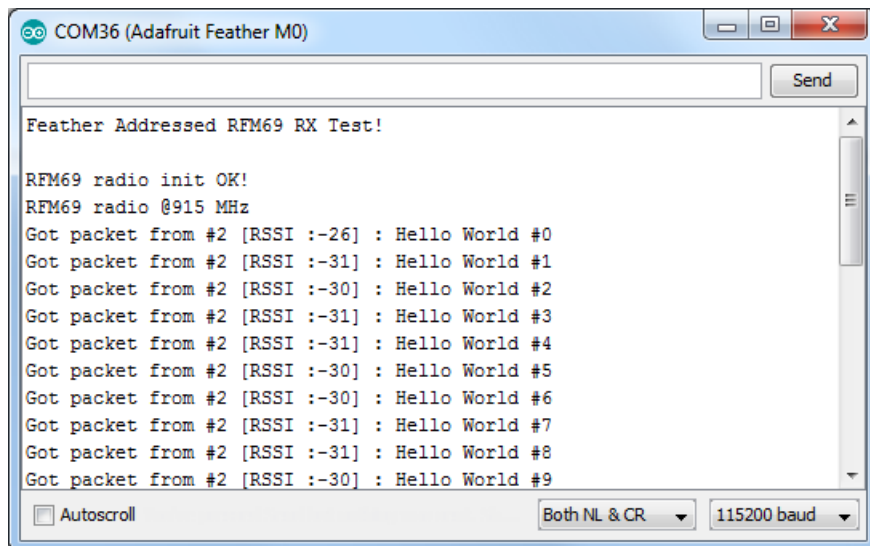 COM36 (Adafruit Feather M0)
Send
Feather Addressed RFM69 RX Test!
RFM69 radio init OK!
RFM69 radio @915 MHz
Got packet from #2 [RSSI :-26] : Hello World #0
Got packet from #2 [RSSI :-31] : Hello World #1
Got packet from #2 [RSSI :-30] : Hello World #2
Got packet from #2 [RSSI :-31] : Hello World #3
Got packet from #2 [RSSI :-31] : Hello World #4
Got packet from #2 [RSSI :-30] : Hello World #5
Got packet from #2 [RSSI :-30] : Hello World #6
Got packet from #2 [RSSI :-31] : Hello World #7
Got packet from #2 [RSSI :-31] : Hello World #8
Got packet from #2 [RSSI :-30] : Hello World #9
Autoscroll Both NL & CR 115200 baud